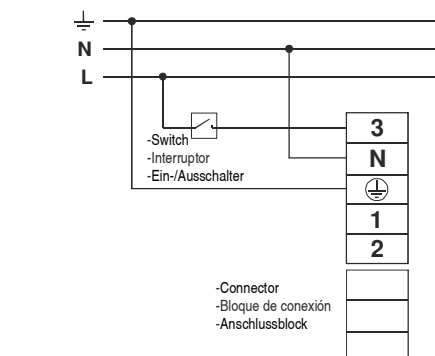 N
L
-Switch
-Interruptor
-Ein-/Ausschalter
3
N
1
2
-Connector
-Bloque de conexión
-Anschlussblock